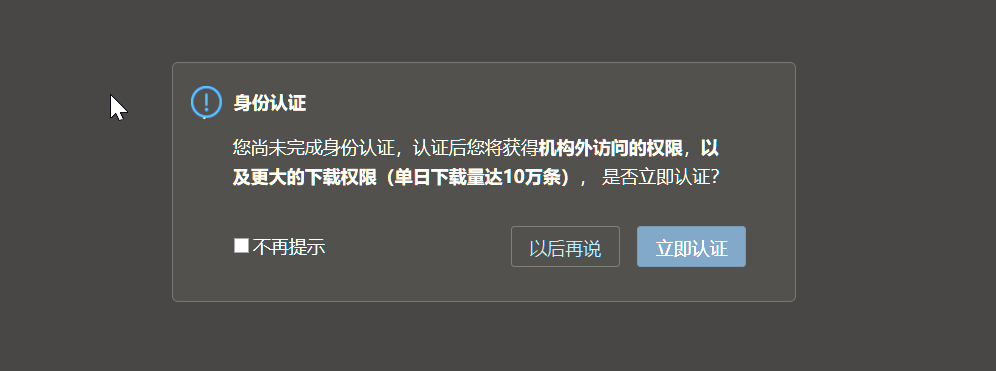 身份认证
您尚未完成身份认证，认证后您将获得机构外访问的权限，以
及更大的下载权限（单日下载量达10万条），是否立即认证？
不再提示
以后再说
立即认证